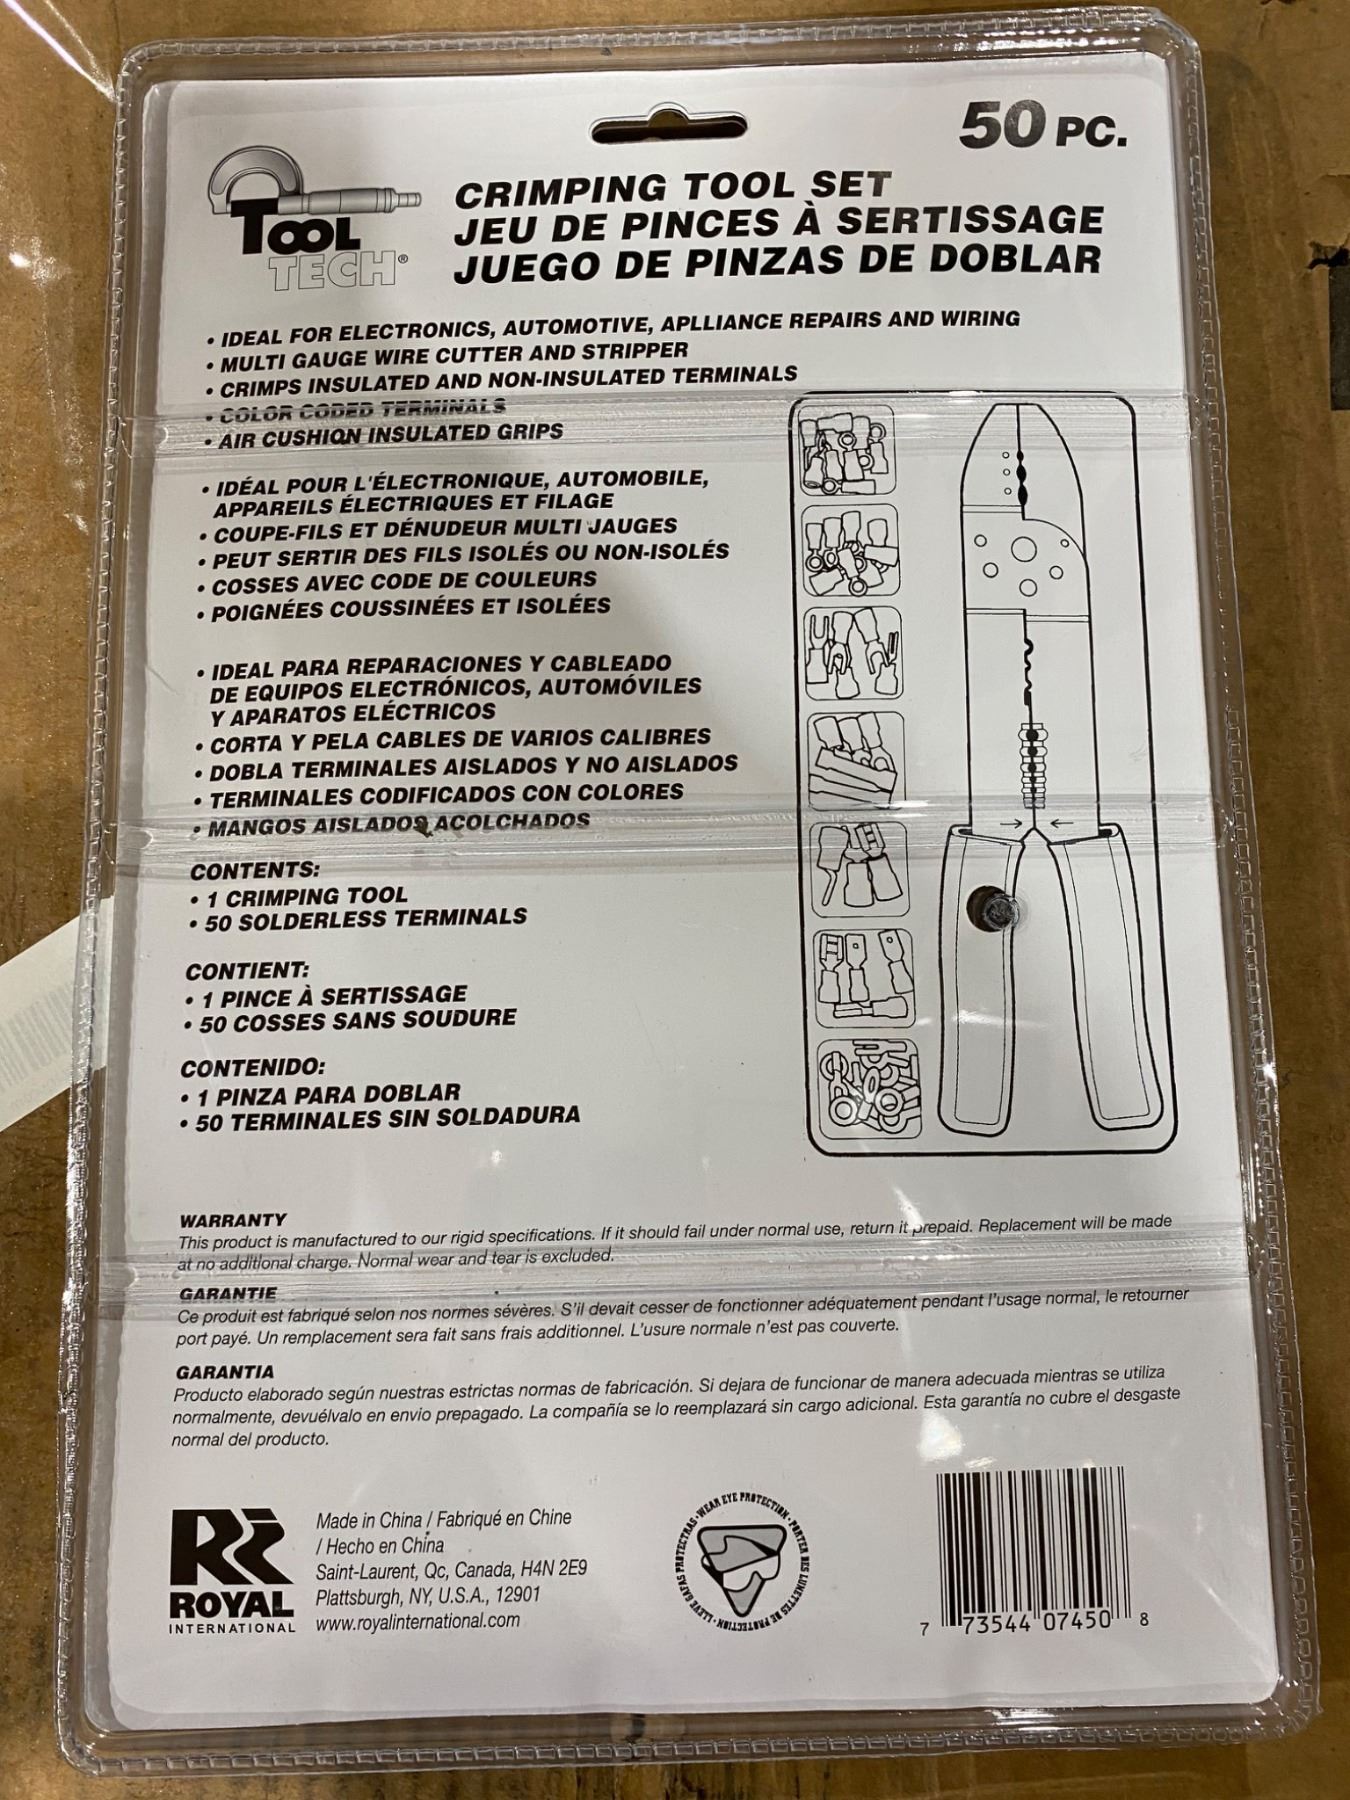 50 PC.
TOOL
TECH®
CRIMPING TOOL SET
JEU DE PINCES À SERTISSAGE
JUEGO DE PINZAS DE DOBLAR
• IDEAL FOR ELECTRONICS, AUTOMOTIVE, APLLIANCE REPAIRS AND WIRING
• MULTI GAUGE WIRE CUTTER AND STRIPPER
• CRIMPS INSULATED AND NON-INSULATED TERMINALS
• COLOR CODED TERMINALS
• AIR CUSHION INSULATED GRIPS
• IDÉAL POUR L'ÉLECTRONIQUE, AUTOMOBILE,
APPAREILS ÉLECTRIQUES ET FILAGE
• COUPE-FILS ET DÉNUDEUR MULTI JAUGES
• PEUT SERTIR DES FILS ISOLÉS OU NON-ISOLÉS
• COSSES AVEC CODE DE COULEURS
• POIGNÉES COUSSINÉES ET ISOLÉES
• IDEAL PARA REPARACIONES Y CABLEADO
DE EQUIPOS ELECTRÓNICOS, AUTOMÓVILES
Y APARATOS ELÉCTRICOS
• CORTA Y PELA CABLES DE VARIOS CALIBRES
• DOBLA TERMINALES AISLADOS Y NO AISLADOS
• TERMINALES CODIFICADOS CON COLORES
• MANGOS AISLADOS ACOLCHADOS
CONTENTS:
• 1 CRIMPING TOOL
• 50 SOLDERLESS TERMINALS
CONTIENT:
• 1 PINCE À SERTISSAGE
• 50 COSSES SANS SOUDURE
CONTENIDO:
• 1 PINZA PARA DOBLAR
• 50 TERMINALES SIN SOLDADURA
WARRANTY
This product is manufactured to our rigid specifications. If it should fail under normal use, return it prepaid. Replacement will be made
at no additional charge. Normal wear and tear is excluded.
GARANTIE
Ce produit est fabriqué selon nos normes sévères. S'il devait cesser de fonctionner adéquatement pendant l'usage normal, le retourner
port payé. Un remplacement sera fait sans frais additionnel. L'usure normale n'est pas couverte.
GARANTIA
Producto elaborado según nuestras estrictas normas de fabricación. Si dejara de funcionar de manera adecuada mientras se utiliza
normalmente, devuélvalo en envio prepagado. La compañía se lo reemplazará sin cargo adicional. Esta garantía no cubre el desgaste
normal del producto.
ROYAL
INTERNATIONAL
Made in China / Fabriqué en Chine
/ Hecho en China
Saint-Laurent, Qc, Canada, H4N 2E9
Plattsburgh, NY, U.S.A., 12901
www.royalinternational.com
WEAR EYE PROTECTION • PORTER DES LUNETTES DE PROTECTION • LLEVE GAFAS PROTECTRAS •
7 73544 07450 8